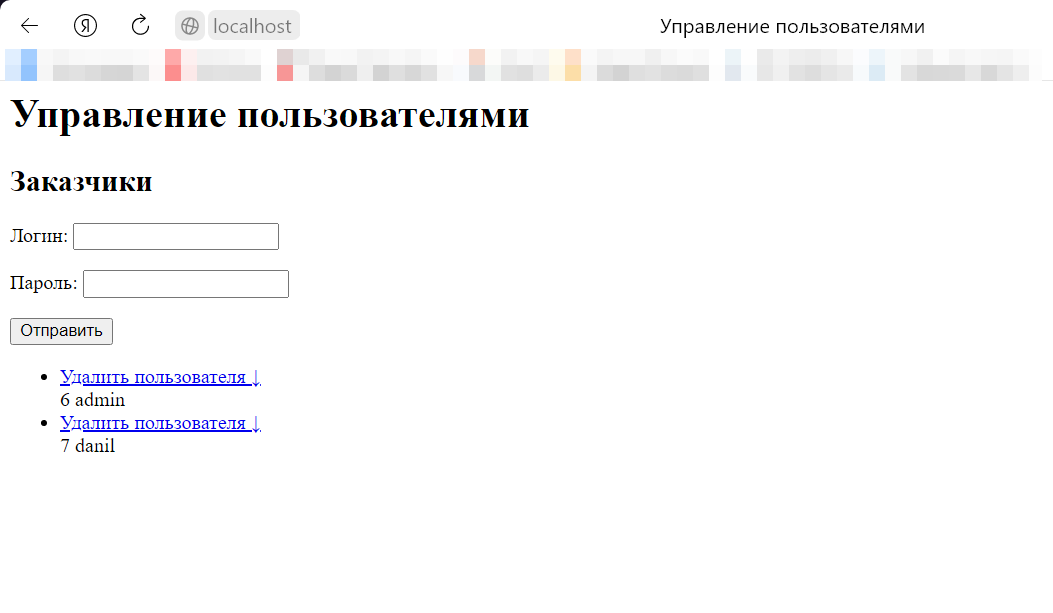 Я localhost Управление пользователями
Управление пользователями
Заказчики
Логин:
Пароль:
Отправить
Удалить пользователя ↓
6 admin
Удалить пользователя ↓
7 danil